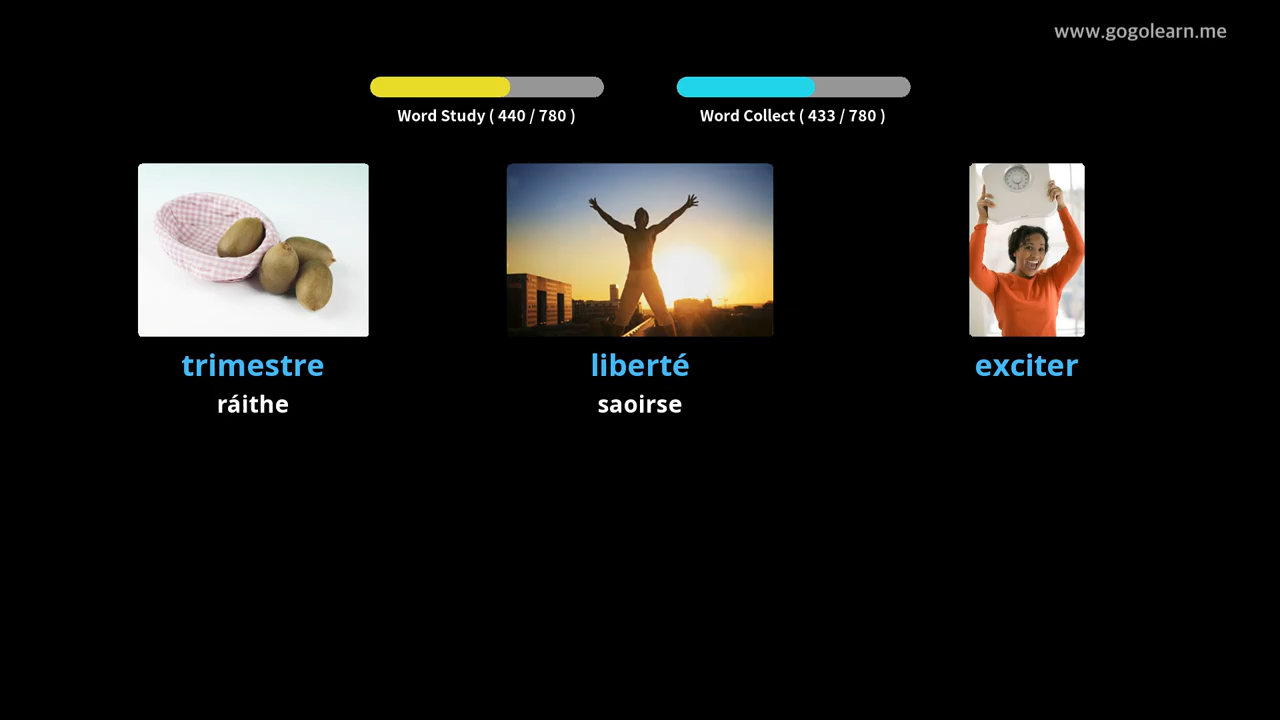 www.gogolearn.me
Word Study ( 440 / 780 )
Word Collect ( 433 / 780 )
trimestre
ráithe
liberté
saoirse
exciter